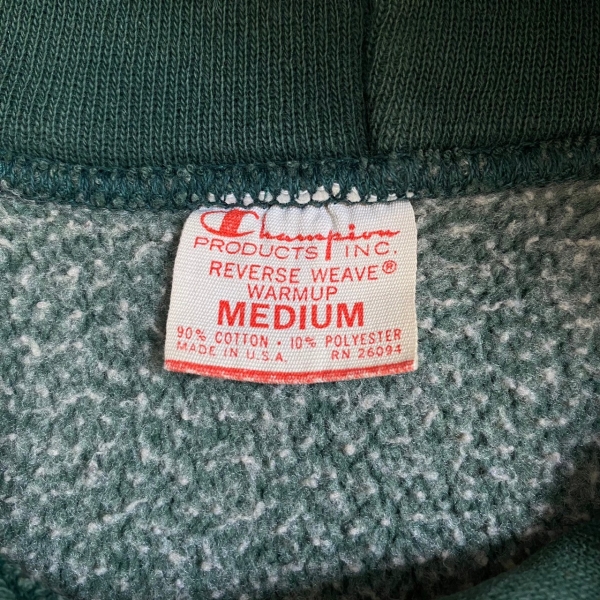 Champion
PRODUCTS INC.
REVERSE WEAVE®
WARMUP
MEDIUM
90% COTTON · 10% POLYESTER
MADE IN U.S.A. RN 26094